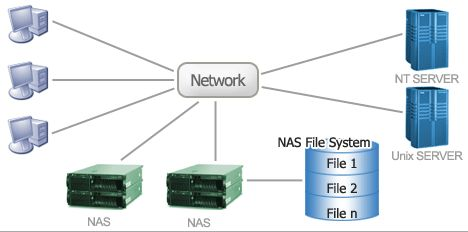 Network
NT SERVER
NAS File System
File 1
File 2
File n
Unix SERVER
NAS
NAS